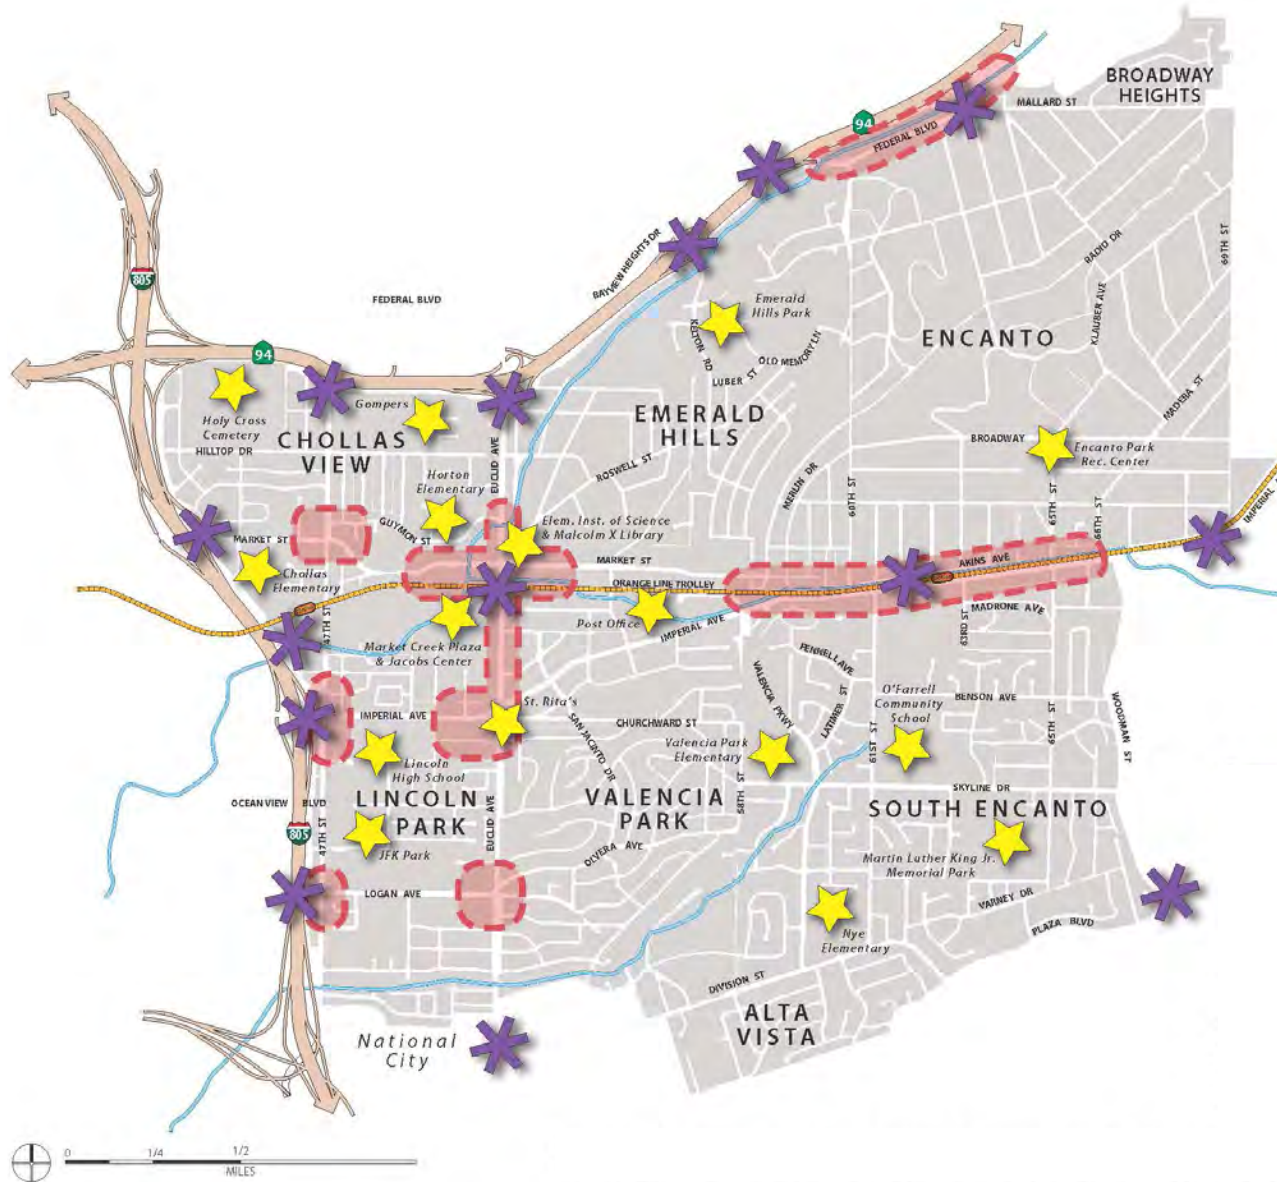 BROADWAY
HEIGHTS
MALLARD ST
94
FEDERAL BLVD
69TH ST
RADIO DR
BAYVIEW HEIGHTS DR
805
FEDERAL BLVD
KLAUBER AVE
Emerald
Hills Park
KELTON RD
OLD MEMORY LN
LUBER ST
ENCANTO
94
MADERA ST
Holy Cross
Cemetery
Gompers
HILLTOP DR
CHOLLAS
VIEW
EMERALD
HILLS
EUCLID AVE
ROSWELL ST
MERLIN DR
BROADWAY
Encanto Park
Rec. Center
Horton
Elementary
60TH ST
65TH ST
66TH ST
IMPERIAL
GUYMON ST
Elem. Inst. of Science
& Malcolm X Library
MARKET ST
MARKET ST
AKINS AVE
Chollas
Elementary
ORANGE LINE TROLLEY
47TH ST
Post Office
IMPERIAL AVE
MADRONE AVE
63RD ST
Market Creek Plaza
& Jacobs Center
FENNELL AVE
VALENCIA PKWY
LATIMER ST
O'Farrell
Community
School
BENSON AVE
WOODMAN ST
St. Rita's
IMPERIAL AVE
SAN JACINTO DR
CHURCHWARD ST
61ST ST
65TH ST
Valencia Park
Elementary
Lincoln
High School
58TH ST
SKYLINE DR
OCEAN VIEW BLVD
LINCOLN
PARK
VALENCIA
PARK
SOUTH ENCANTO
805
47TH ST
EUCLID AVE
JFK Park
OLVERA AVE
Martin Luther King Jr.
Memorial Park
LOGAN AVE
VARNEY DR
PLAZA BLVD
Nye
Elementary
DIVISION ST
ALTA
VISTA
National
City
0 1/4 1/2
MILES